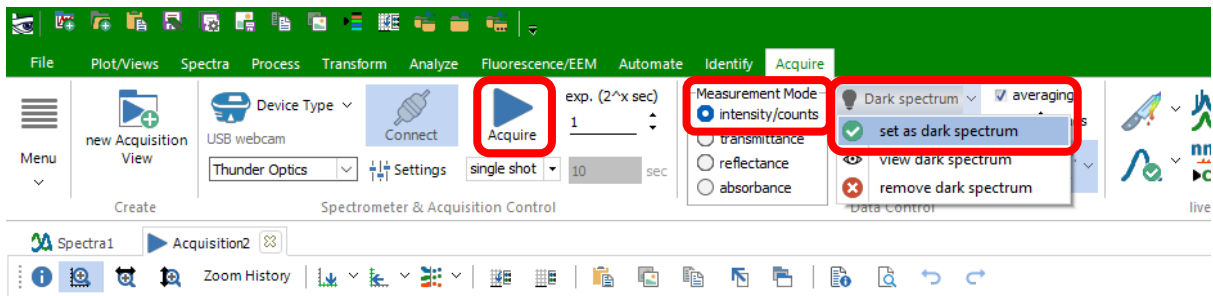 File Plot/Views Spectra Process Transform Analyze Fluorescence/EEM Automate Identify Acquire
Menu
new Acquisition
View
Create
Device Type
USB webcam
Thunder Optics
Connect
Settings
Spectrometer & Acquisition Control
Acquire
single shot
exp. (2^x sec)
1
10 sec
Measurement Mode
intensity/counts
transmittance
reflectance
absorbance
Dark spectrum
averaging
set as dark spectrum
view dark spectrum
remove dark spectrum
Data Control
nn
live
Spectra1 Acquisition2
Zoom History